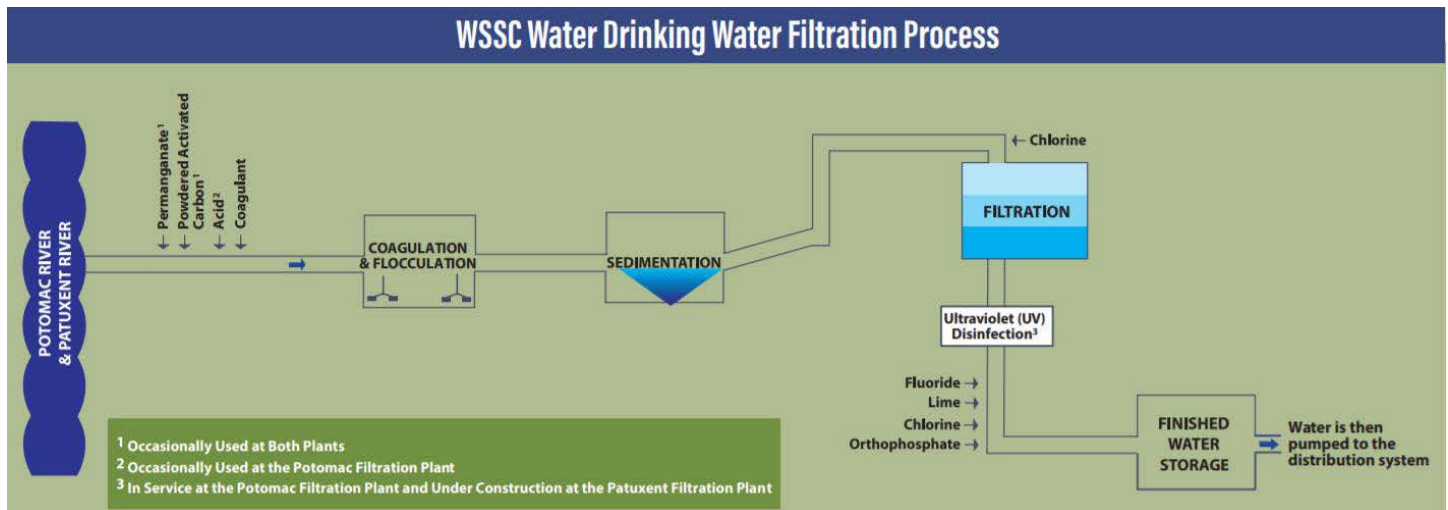 WSSC Water Drinking Water Filtration Process
POTOMAC RIVER
& PATUXENT RIVER
Permanganate¹
Powdered Activated
Carbon¹
Acid²
Coagulant
COAGULATION
& FLOCCULATION
SEDIMENTATION
Chlorine
FILTRATION
Ultraviolet (UV)
Disinfection³
Fluoride
Lime
Chlorine
Orthophosphate
FINISHED
WATER
STORAGE
Water is then
pumped to the
distribution system
¹ Occasionally Used at Both Plants
² Occasionally Used at the Potomac Filtration Plant
³ In Service at the Potomac Filtration Plant and Under Construction at the Patuxent Filtration Plant